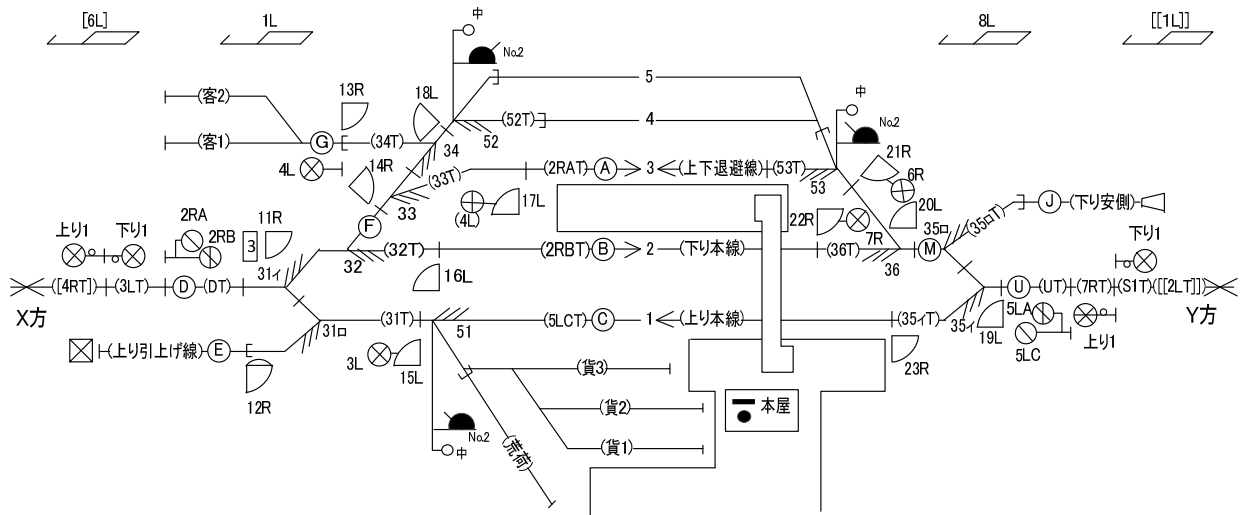 [6L]
1L
8L
[[1L]]
中
No.2
5
(客2)
13R
18L
(52T)
4
中
No.2
(客1)
G
(34T)
34
52
21R
6R
4L
14R
(33T)
(2RAT)
A
3
(上下退避線)
(53T)
53
33
(4L)
17L
20L
35ロ
(35ロT)
J
(下り安側)
上り1
下り1
2RA
2RB
3
11R
F
22R
7R
下り1
31イ
32
(32T)
(2RBT)
B
2
(下り本線)
(36T)
36
M
16L
([4RT])
(3LT)
D
(DT)
U
(UT)
(7RT)
(S1T)
([[2LT]])
X方
Y方
31ロ
(31T)
51
(5LCT)
C
1
(上り本線)
(35イT)
35イ
19L
5LA
5LC
上り1
(上り引上げ線)
E
12R
3L
15L
23R
(貨3)
No.2
中
(貨2)
(貨1)
(荒荷)
本屋